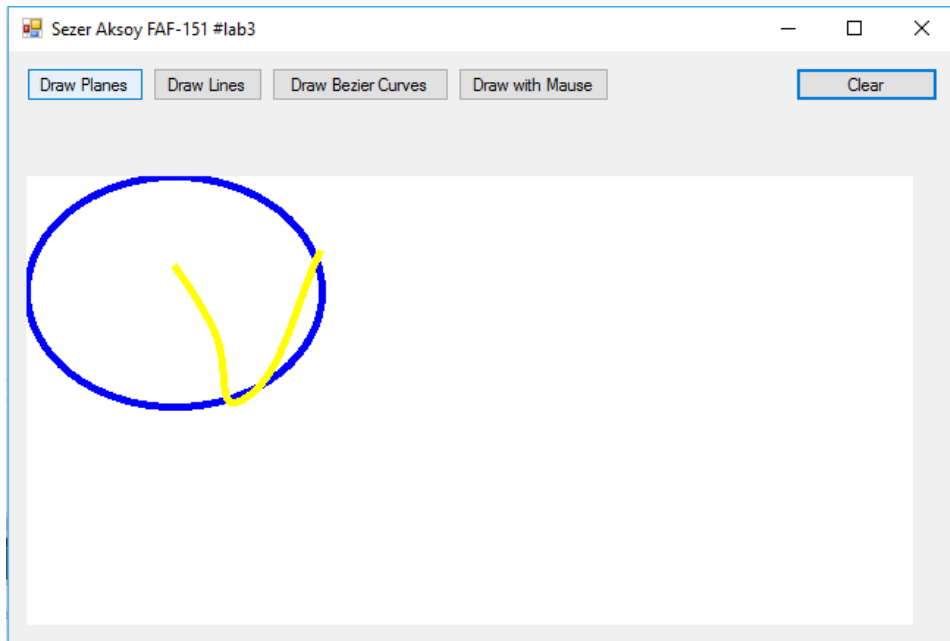 Sezer Aksoy FAF-151 #lab3
Draw Planes Draw Lines Draw Bezier Curves Draw with Mause Clear